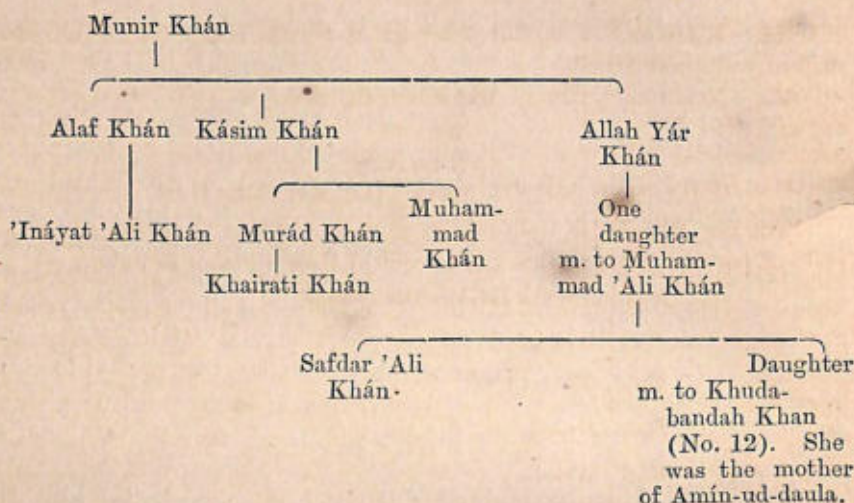 Munir Khán
Alaf Khán Kásim Khán Allah Yár
Khán
'Ináyat 'Ali Khán Murád Khán Muham-
mad
Khán
One
daughter
m. to Muham-
mad 'Ali Khán
Khairati Khán
Safdar 'Ali
Khán·
Daughter
m. to Khuda-
bandah Khan
(No. 12). She
was the mother
of Amín-ud-daula.